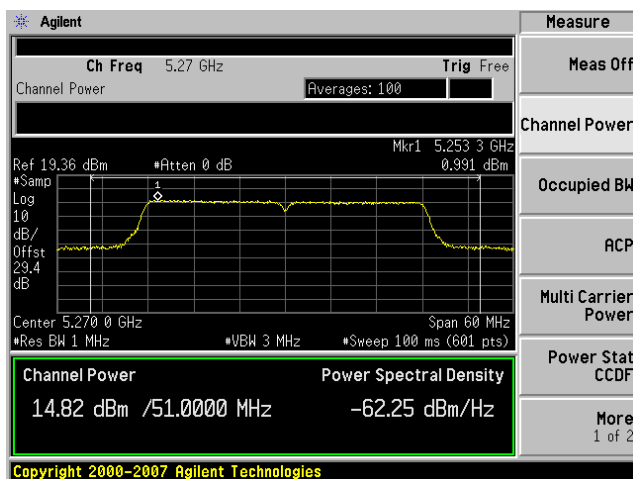 Agilent
Measure
Ch Freq 5.27 GHz Trig Free
Channel Power Averages: 100
Mkr1 5.253 3 GHz
Ref 19.36 dBm #Atten 0 dB 0.991 dBm
#Samp
Log
10
dB/
Offst
29.4
dB
1
Center 5.270 0 GHz Span 60 MHz
#Res BW 1 MHz #VBW 3 MHz #Sweep 100 ms (601 pts)
Channel Power Power Spectral Density
14.82 dBm /51.0000 MHz -62.25 dBm/Hz
Copyright 2000-2007 Agilent Technologies
Meas Off
Channel Power
Occupied BW
ACP
Multi Carrier
Power
Power Stat
CCDF
More
1 of 2